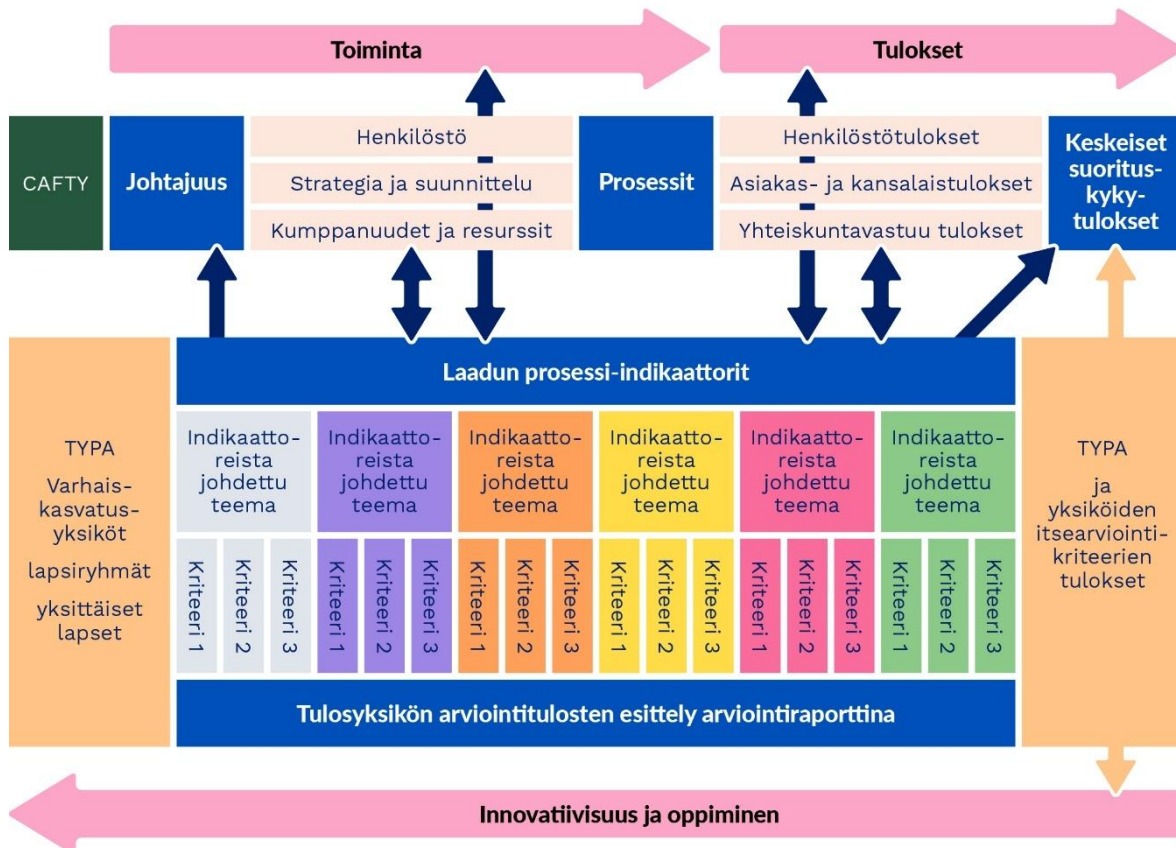 Toiminta
Tulokset
CAFTY
Johtajuus
Henkilöstö
Strategia ja suunnittelu
Kumppanuudet ja resurssit
Prosessit
Henkilöstötulokset
Asiakas- ja kansalaistulokset
Yhteiskuntavastuu tulokset
Keskeiset
suoritus-
kyky-
tulokset
TYPA
Varhais-
kasvatus-
yksiköt
lapsiryhmät
yksittäiset
lapset
Laadun prosessi-indikaattorit
Indikaatto-
reista
johdettu
teema
Indikaatto-
reista
johdettu
teema
Indikaatto-
reista
johdettu
teema
Indikaatto-
reista
johdettu
teema
Indikaatto-
reista
johdettu
teema
Indikaatto-
reista
johdettu
teema
Kriteeri 1
Kriteeri 2
Kriteeri 3
Kriteeri 1
Kriteeri 2
Kriteeri 3
Kriteeri 1
Kriteeri 2
Kriteeri 3
Kriteeri 1
Kriteeri 2
Kriteeri 3
Kriteeri 1
Kriteeri 2
Kriteeri 3
Kriteeri 1
Kriteeri 2
Kriteeri 3
Tulosyksikön arviointitulosten esittely arviointiraporttina
TYPA
ja
yksiköiden
itsearviointi-
kriteerien
tulokset
Innovatiivisuus ja oppiminen